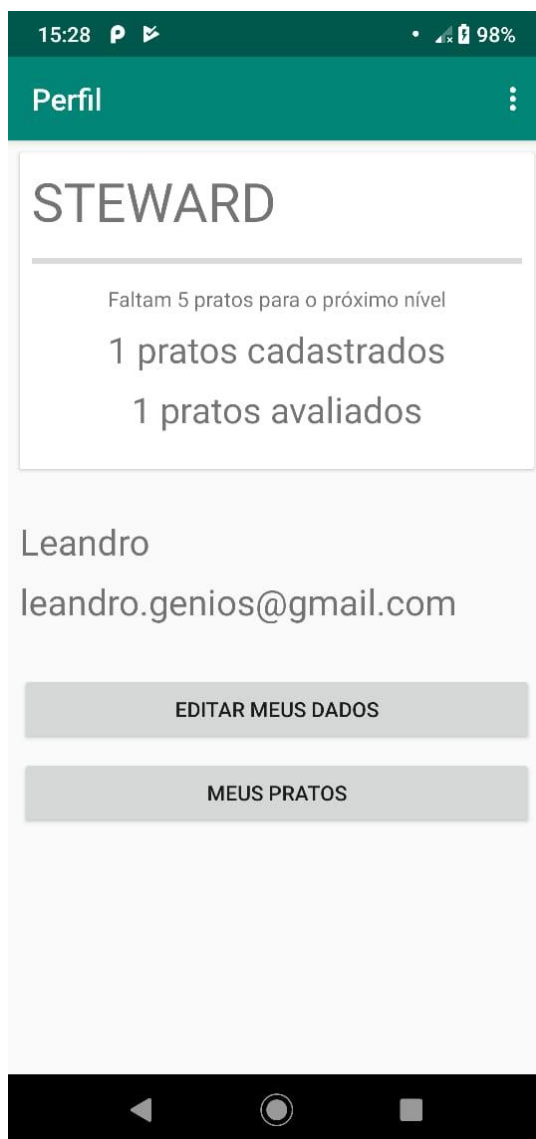 15:28 98%
Perfil
STEWARD
Faltam 5 pratos para o próximo nível
1 pratos cadastrados
1 pratos avaliados
Leandro
leandro.genios@gmail.com
EDITAR MEUS DADOS
MEUS PRATOS